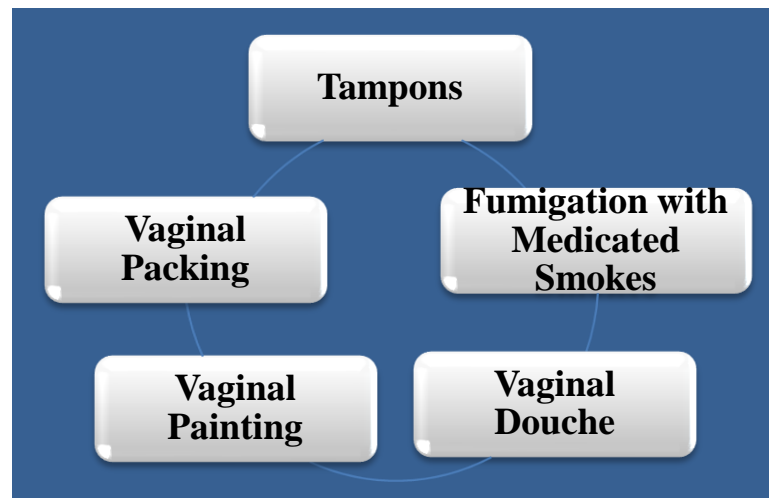 Tampons
Fumigation with
Medicated
Smokes
Vaginal
Douche
Vaginal
Painting
Vaginal
Packing